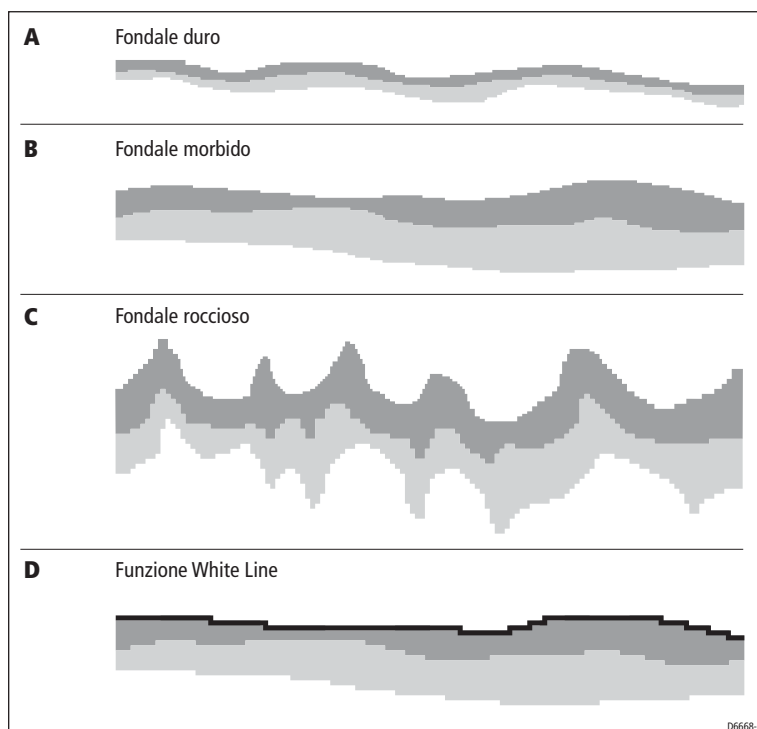 A Fondale duro
B Fondale morbido
C Fondale roccioso
D Funzione White Line
D6668-